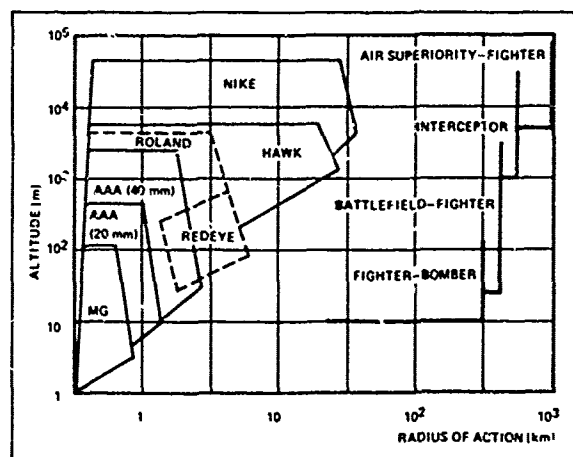 10⁵
AIR SUPERIORITY-FIGHTER
NIKE
10⁴
INTERCEPTOR
ROLAND
HAWK
10³
AAA (40 mm)
BATTLEFIELD-FIGHTER
AAA
(20 mm)
REDEYE
10²
FIGHTER-BOMBER
MG
10
1
ALTITUDE [m]
1
10
10²
10³
RADIUS OF ACTION [km]